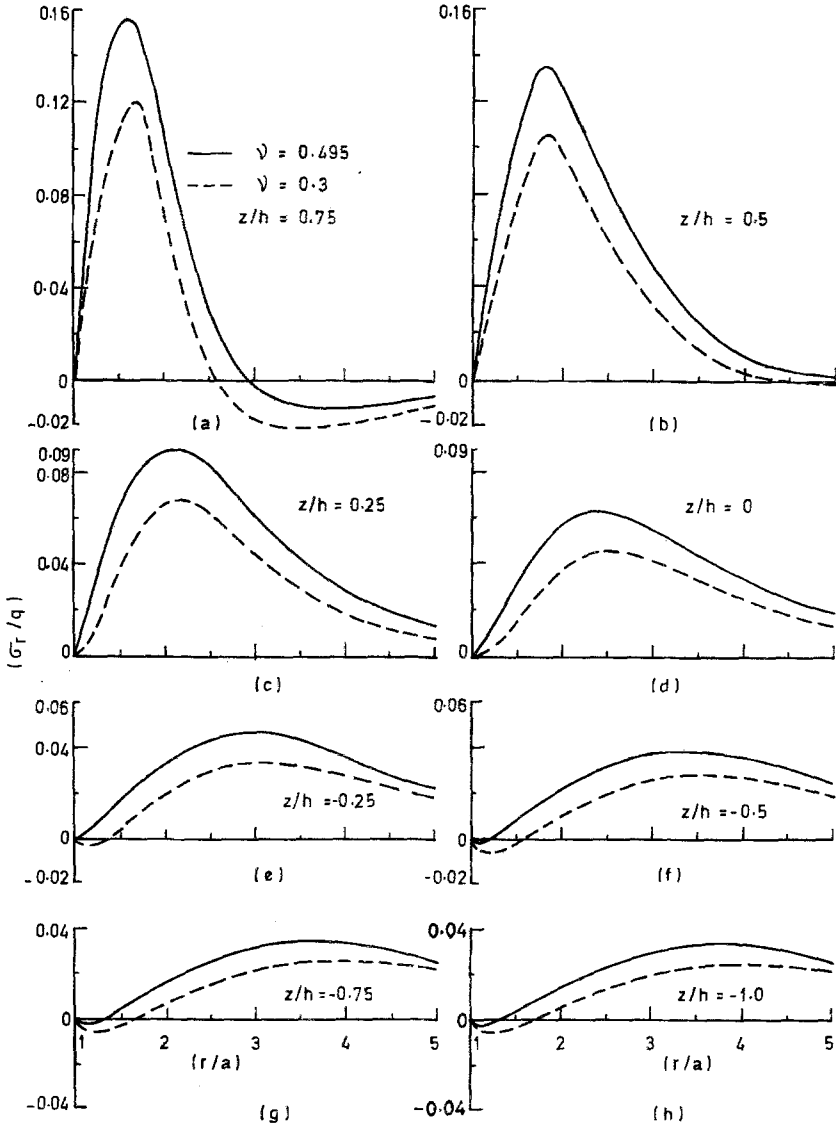 0.16
0.12
0.08
0.04
0
-0.02
ν = 0.495
ν = 0.3
z/h = 0.75
(a)
0.16
0
-0.02
z/h = 0.5
(b)
0.09
0.08
0.04
0
z/h = 0.25
(c)
0.09
0
z/h = 0
(d)
(σr/q)
0.06
0.04
0
-0.02
z/h = -0.25
(e)
0.06
0
-0.02
z/h = -0.5
(f)
0.04
0
-0.04
z/h = -0.75
1 2 3 4 5
(r/a)
(g)
0.04
0
-0.04
z/h = -1.0
1 2 3 4 5
(r/a)
(h)